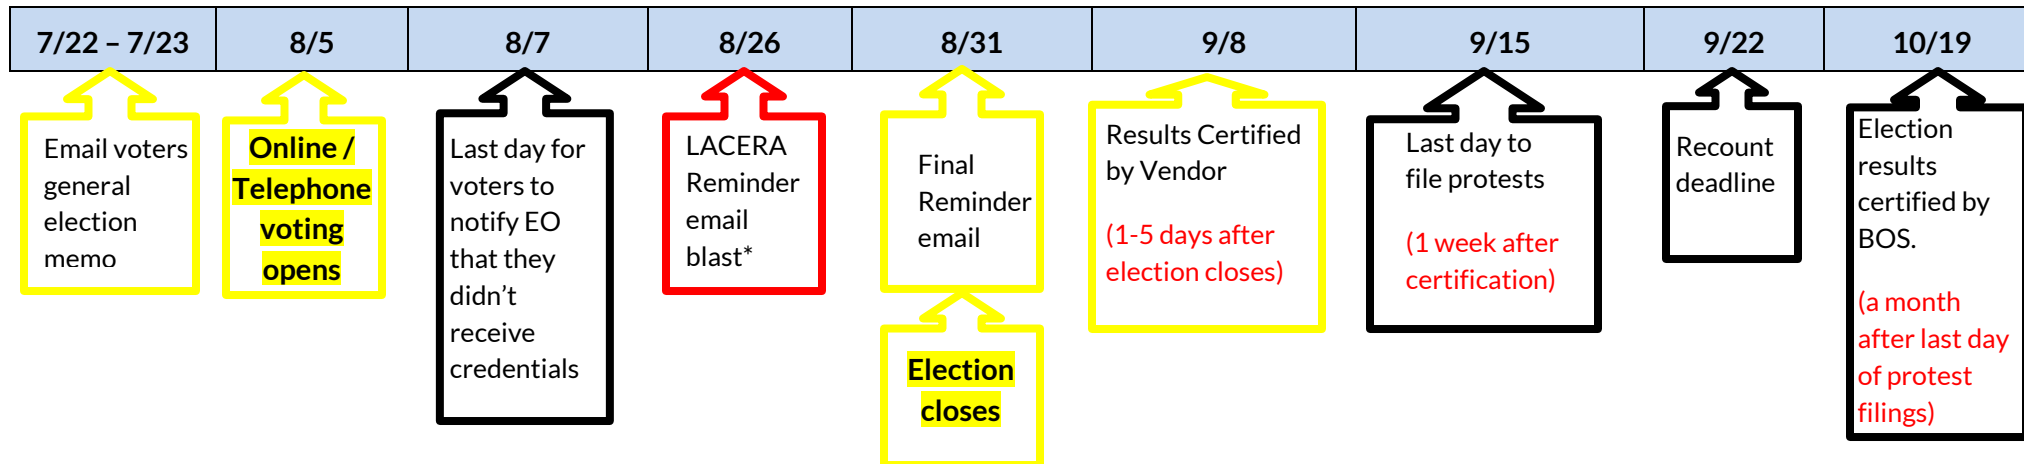 7/22 – 7/23
8/5
8/7
8/26
8/31
9/8
9/15
9/22
10/19
Email voters
general
election
memo
Online /
Telephone
voting
opens
Last day for
voters to
notify EO
that they
didn’t
receive
credentials
LACERA
Reminder
email
blast*
Final
Reminder
email
Election
closes
Results Certified
by Vendor
(1-5 days after
election closes)
Last day to
file protests
(1 week after
certification)
Recount
deadline
Election
results
certified by
BOS.
(a month
after last day
of protest
filings)